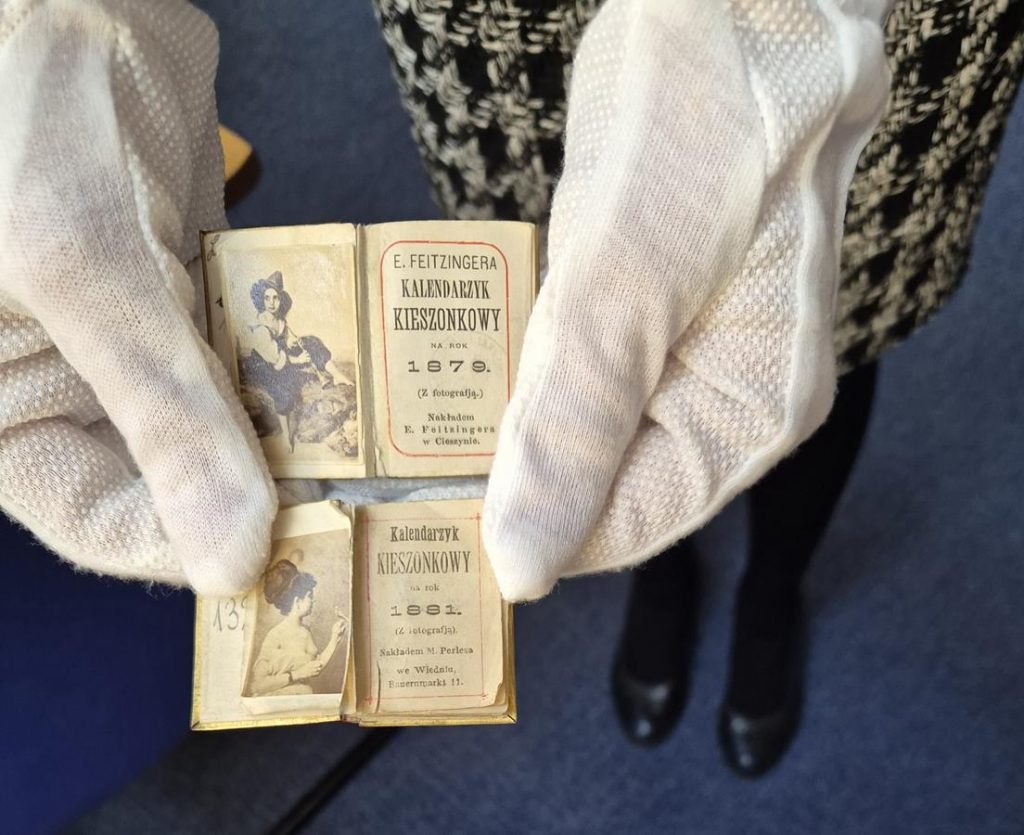 E. FEITZINGERA
KALENDARZYK
KIESZONKOWY
NA ROK
1879.
(Z fotografją.)
Nakładem
E. Feitzingera
w Cieszynie.
132
Kalendarzyk
KIESZONKOWY
na rok
1881.
(Z fotografją).
Nakładem M. Perlesa
we Wiedniu,
Bauernmarkt 11.